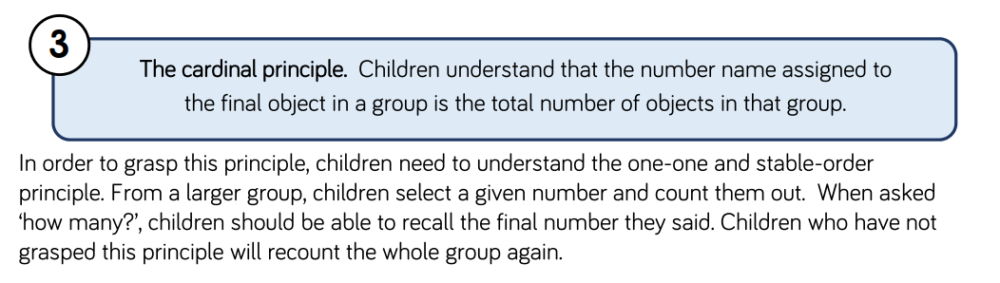 3
The cardinal principle. Children understand that the number name assigned to
the final object in a group is the total number of objects in that group.
In order to grasp this principle, children need to understand the one-one and stable-order
principle. From a larger group, children select a given number and count them out. When asked
‘how many?’, children should be able to recall the final number they said. Children who have not
grasped this principle will recount the whole group again.